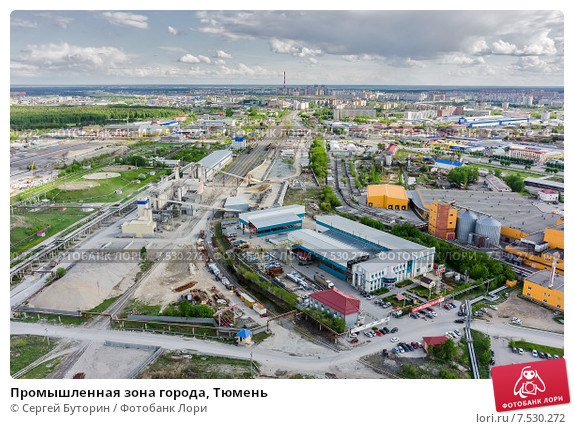 ФОТОБАНК ЛОРИ
Промышленная зона города, Тюмень
© Сергей Буторин / Фотобанк Лори
lori.ru / 7.530.272